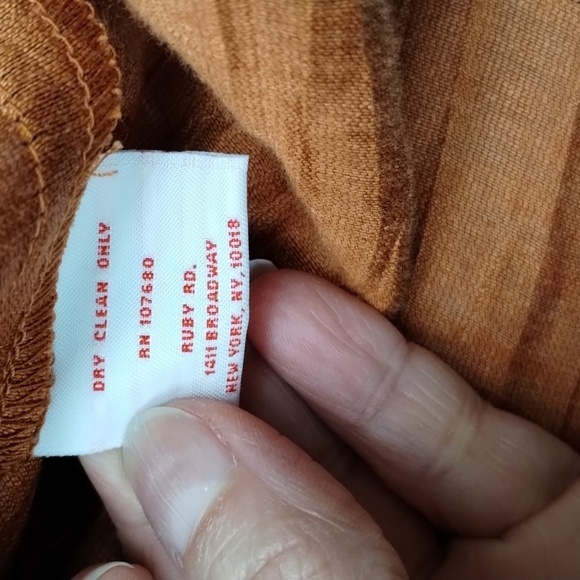 DRY CLEAN ONLY
RN 107680
RUBY RD.
1411 BROADWAY
NEW YORK, NY, 10018